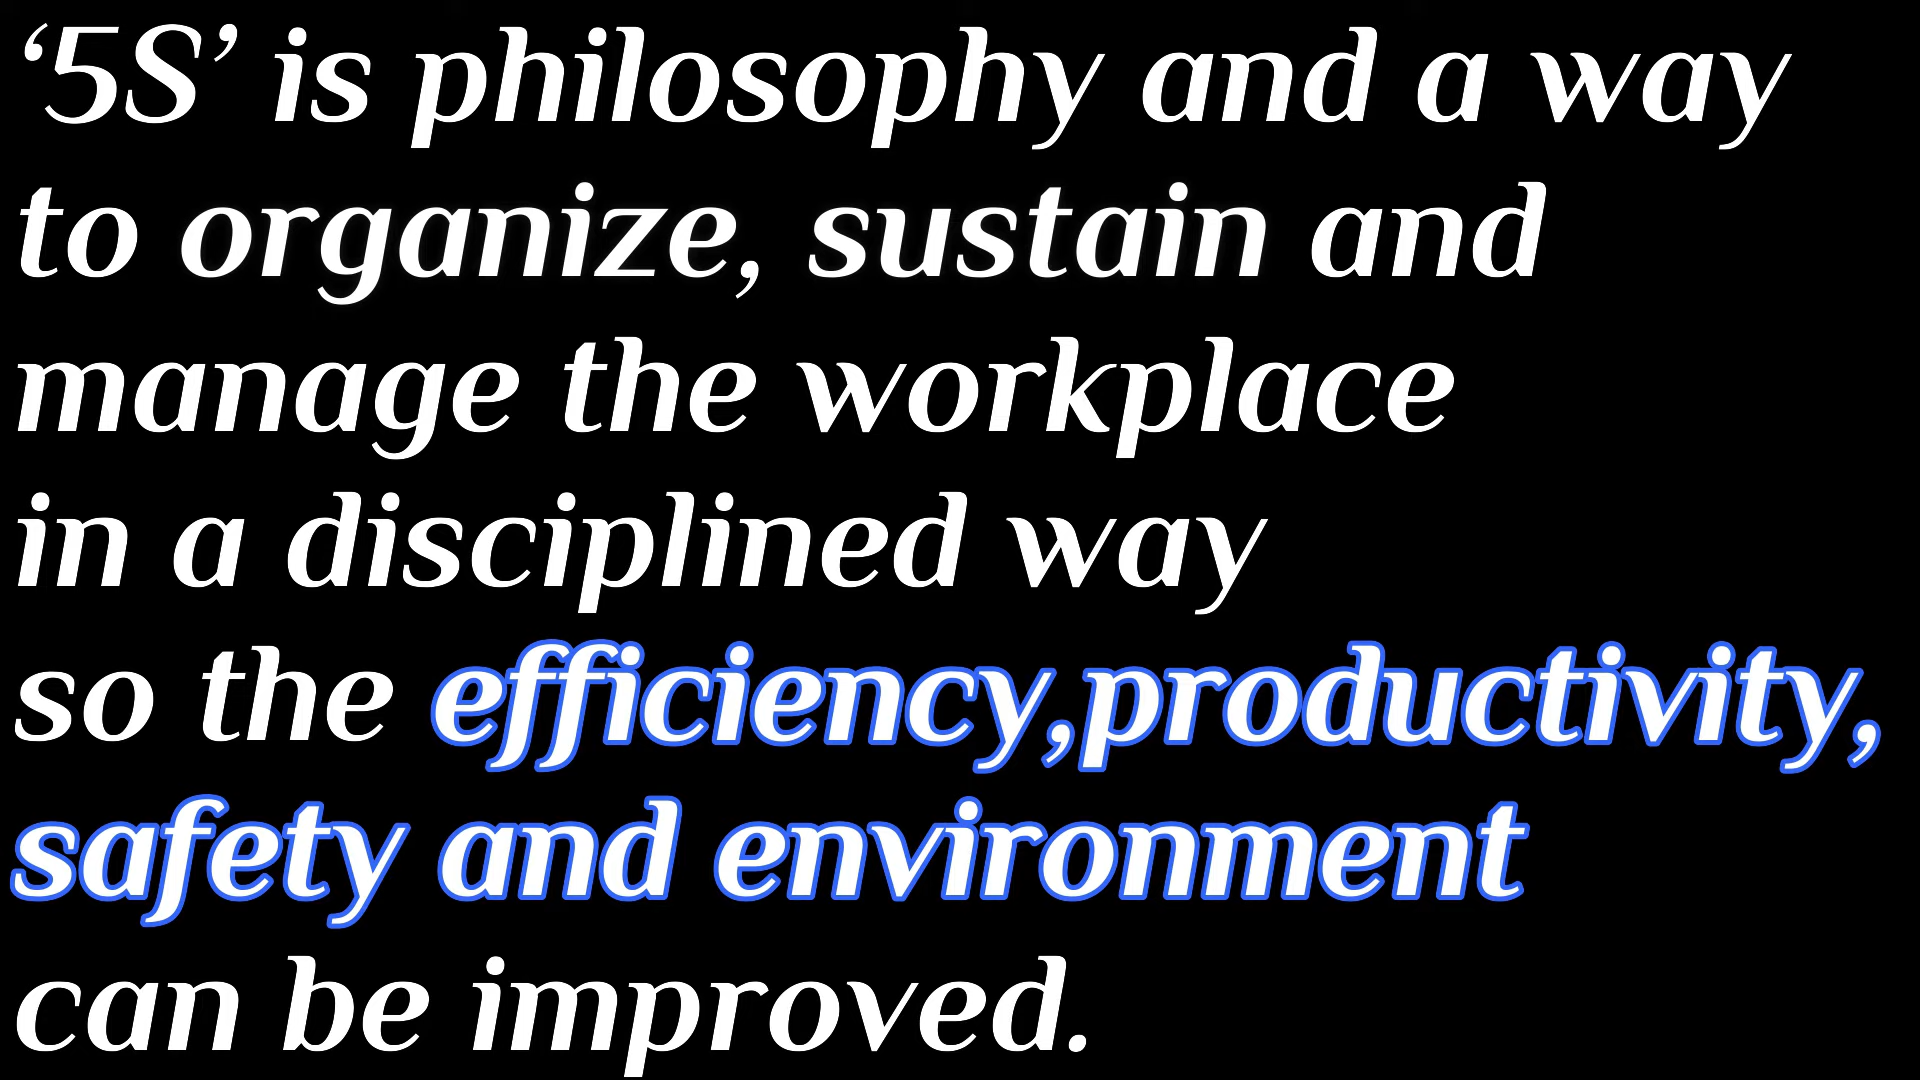 ‘5S’ is philosophy and a way
to organize, sustain and
manage the workplace
in a disciplined way
so the efficiency,productivity,
safety and environment
can be improved.